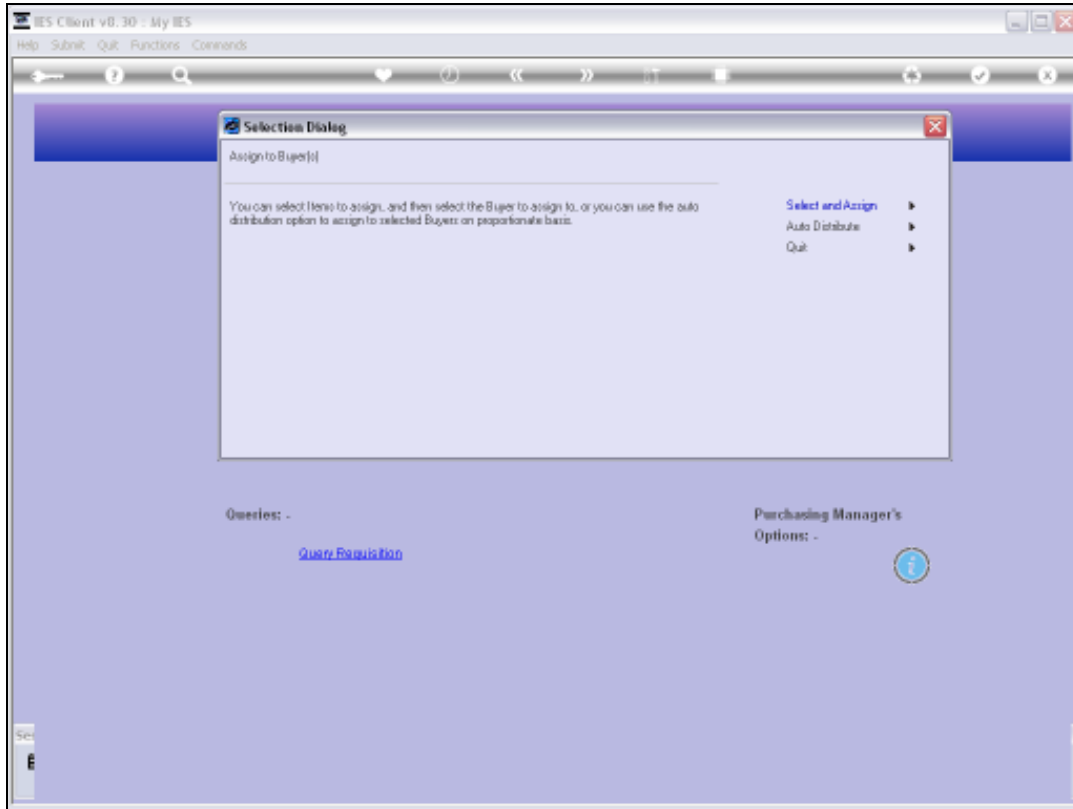 IES Client v8.30 : My IES
Help Submit Quit Functions Commands
Selection Dialog
Assign to Buyer(s)
You can select Items to assign, and then select the Buyer to assign to, or you can use the auto
distribution option to assign to selected Buyers on proportionate basis.
Select and Assign
Auto Distribute
Quit
Queries: -
Query Requisition
Purchasing Manager's
Options: -
Ser